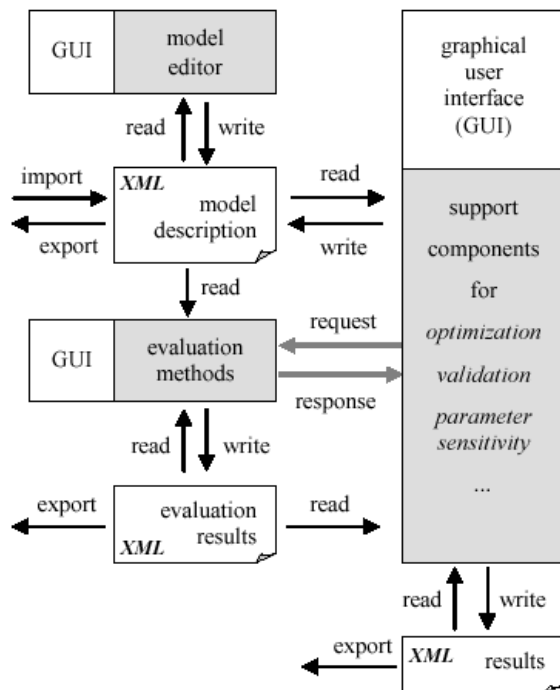 GUI
model
editor
graphical
user
interface
(GUI)
read
write
import
export
XML
model
description
read
write
support
components
for
optimization
validation
parameter
sensitivity
...
read
GUI
evaluation
methods
request
response
read
write
export
evaluation
results
XML
read
read
write
export
XML
results